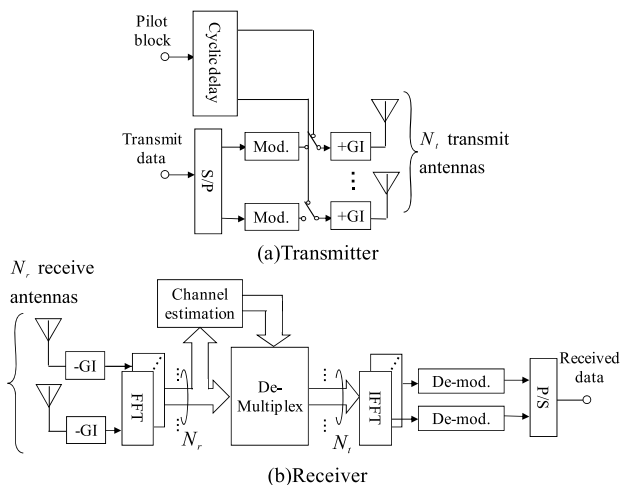 Pilot
block
Cyclic delay
Transmit
data
S/P
Mod.
+GI
N_t transmit
antennas
...
Mod.
+GI
...
(a)Transmitter
N_r receive
antennas
Channel
estimation
-GI
-GI
FFT
...
...
...
N_r
De-
Multiplex
...
...
N_t
IFFT
...
De-mod.
De-mod.
P/S
Received
data
(b)Receiver